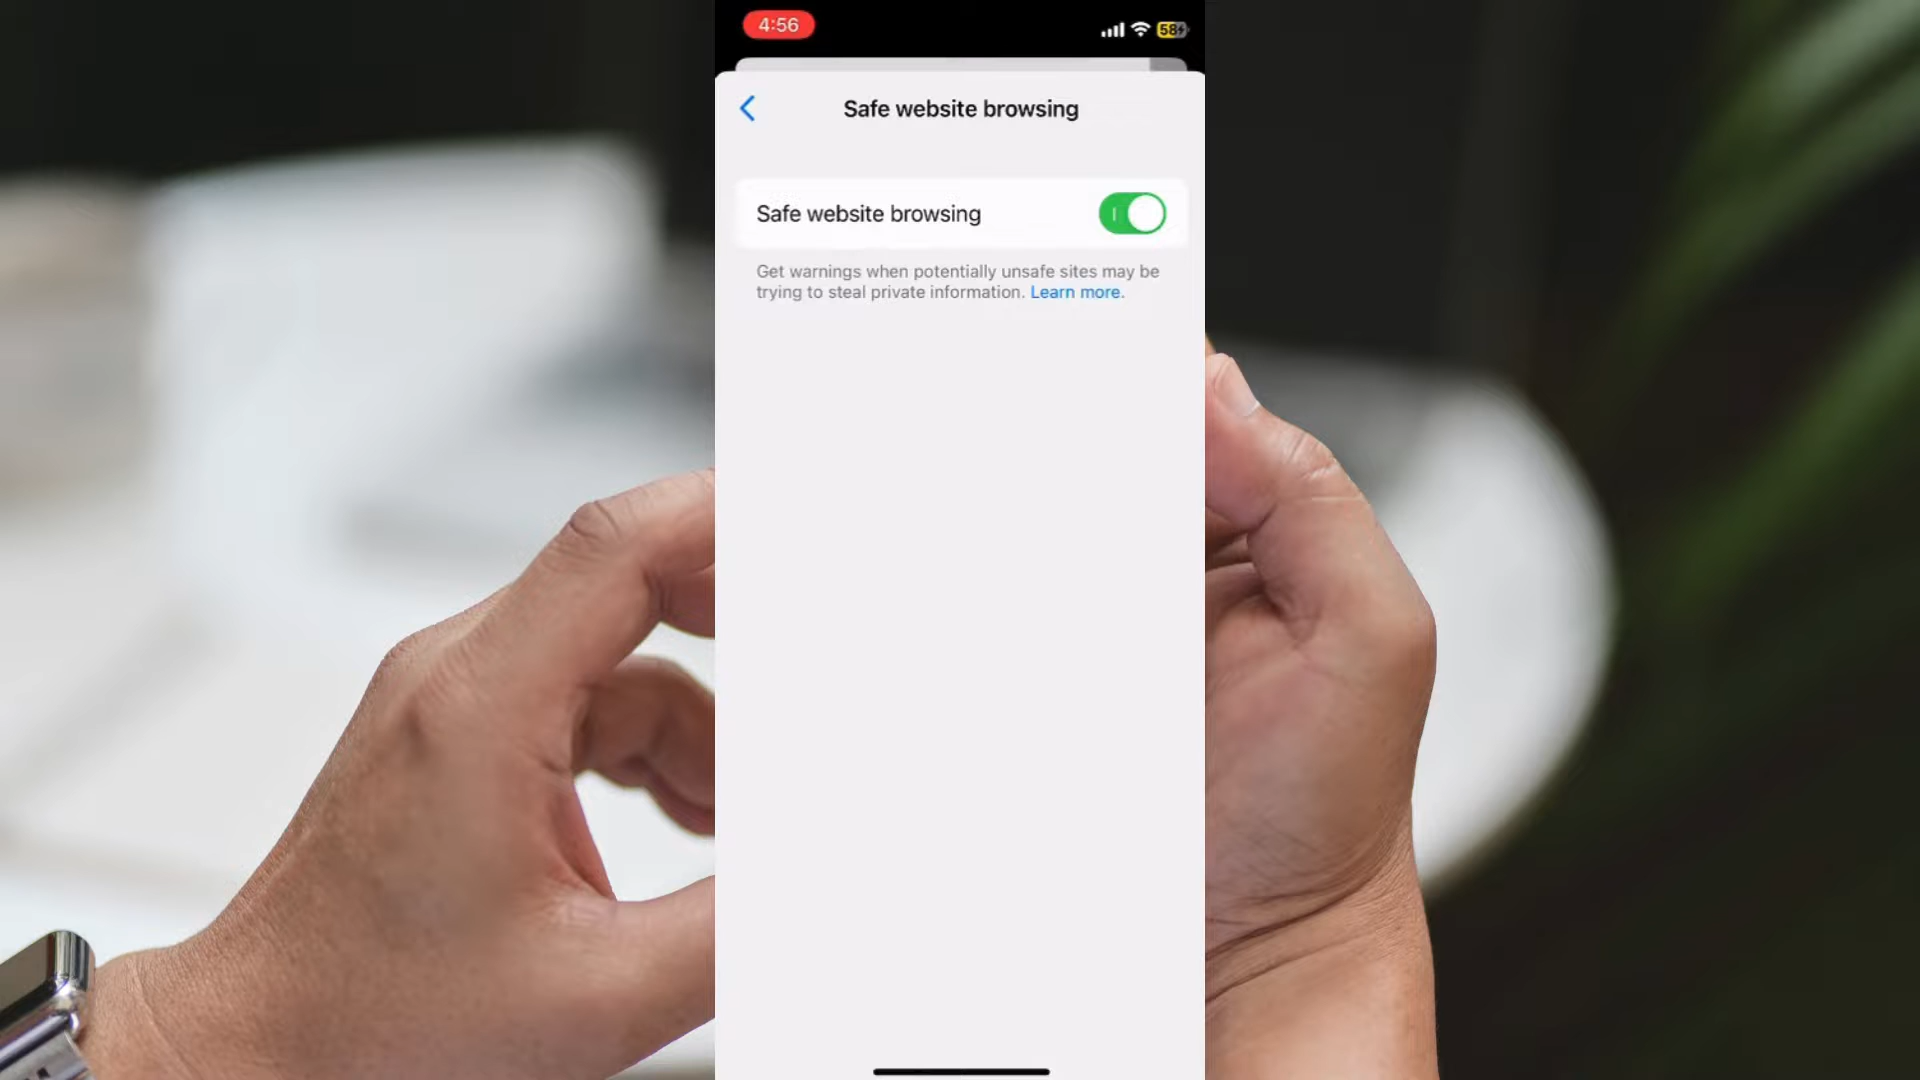 4:56
58
Safe website browsing
Safe website browsing
Get warnings when potentially unsafe sites may be
trying to steal private information. Learn more.